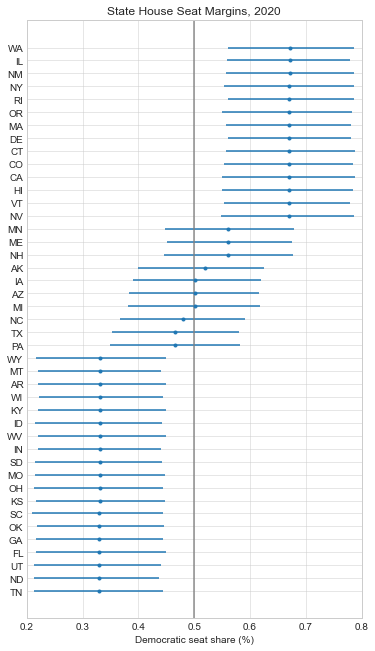 State House Seat Margins, 2020
WA
IL
NM
NY
RI
OR
MA
DE
CT
CO
CA
HI
VT
NV
MN
ME
NH
AK
IA
AZ
MI
NC
TX
PA
WY
MT
AR
WI
KY
ID
WV
IN
SD
MO
OH
KS
SC
OK
GA
FL
UT
ND
TN
0.2 0.3 0.4 0.5 0.6 0.7 0.8
Democratic seat share (%)